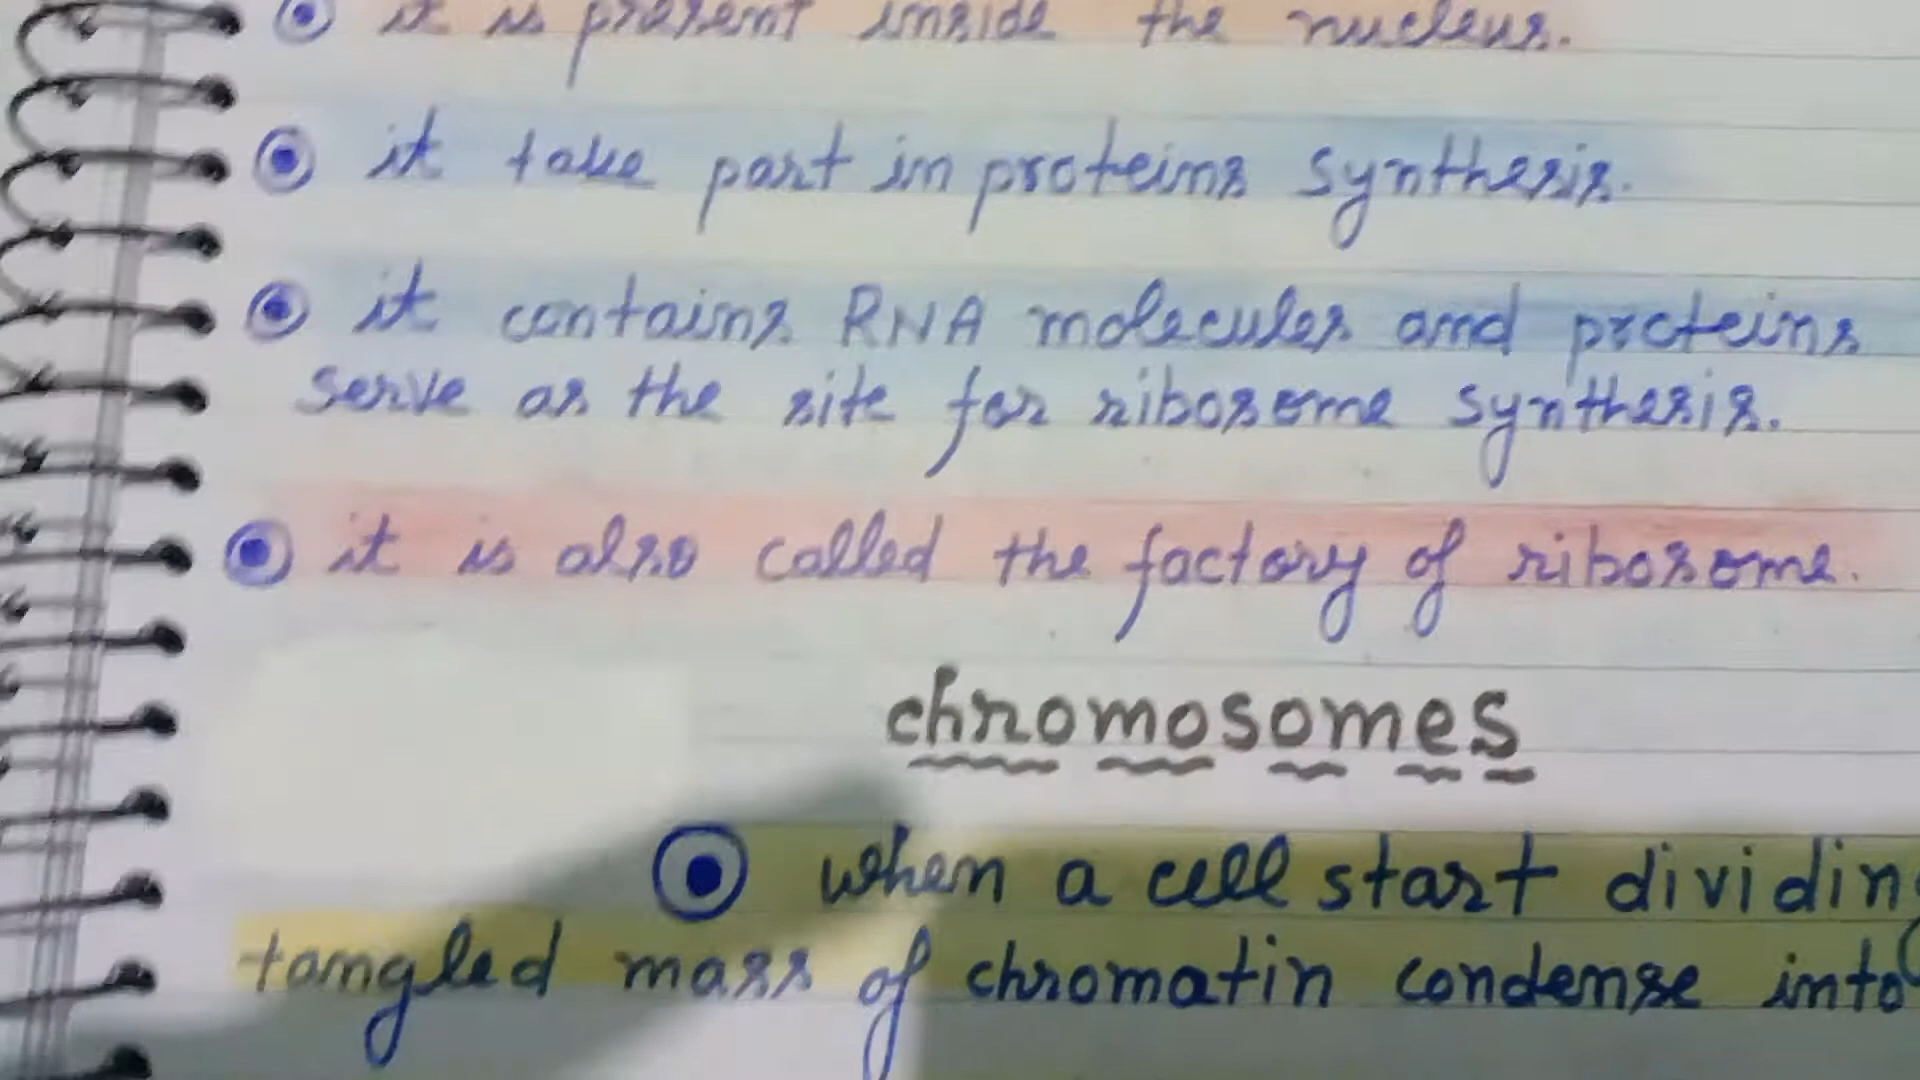 it is present inside the nucleus.
it take part in proteins synthesis.
it contains RNA molecules and proteins
serve as the site for ribosome synthesis.
it is also called the factory of ribosome.
chromosomes
when a cell start dividing
tangled mass of chromatin condense into